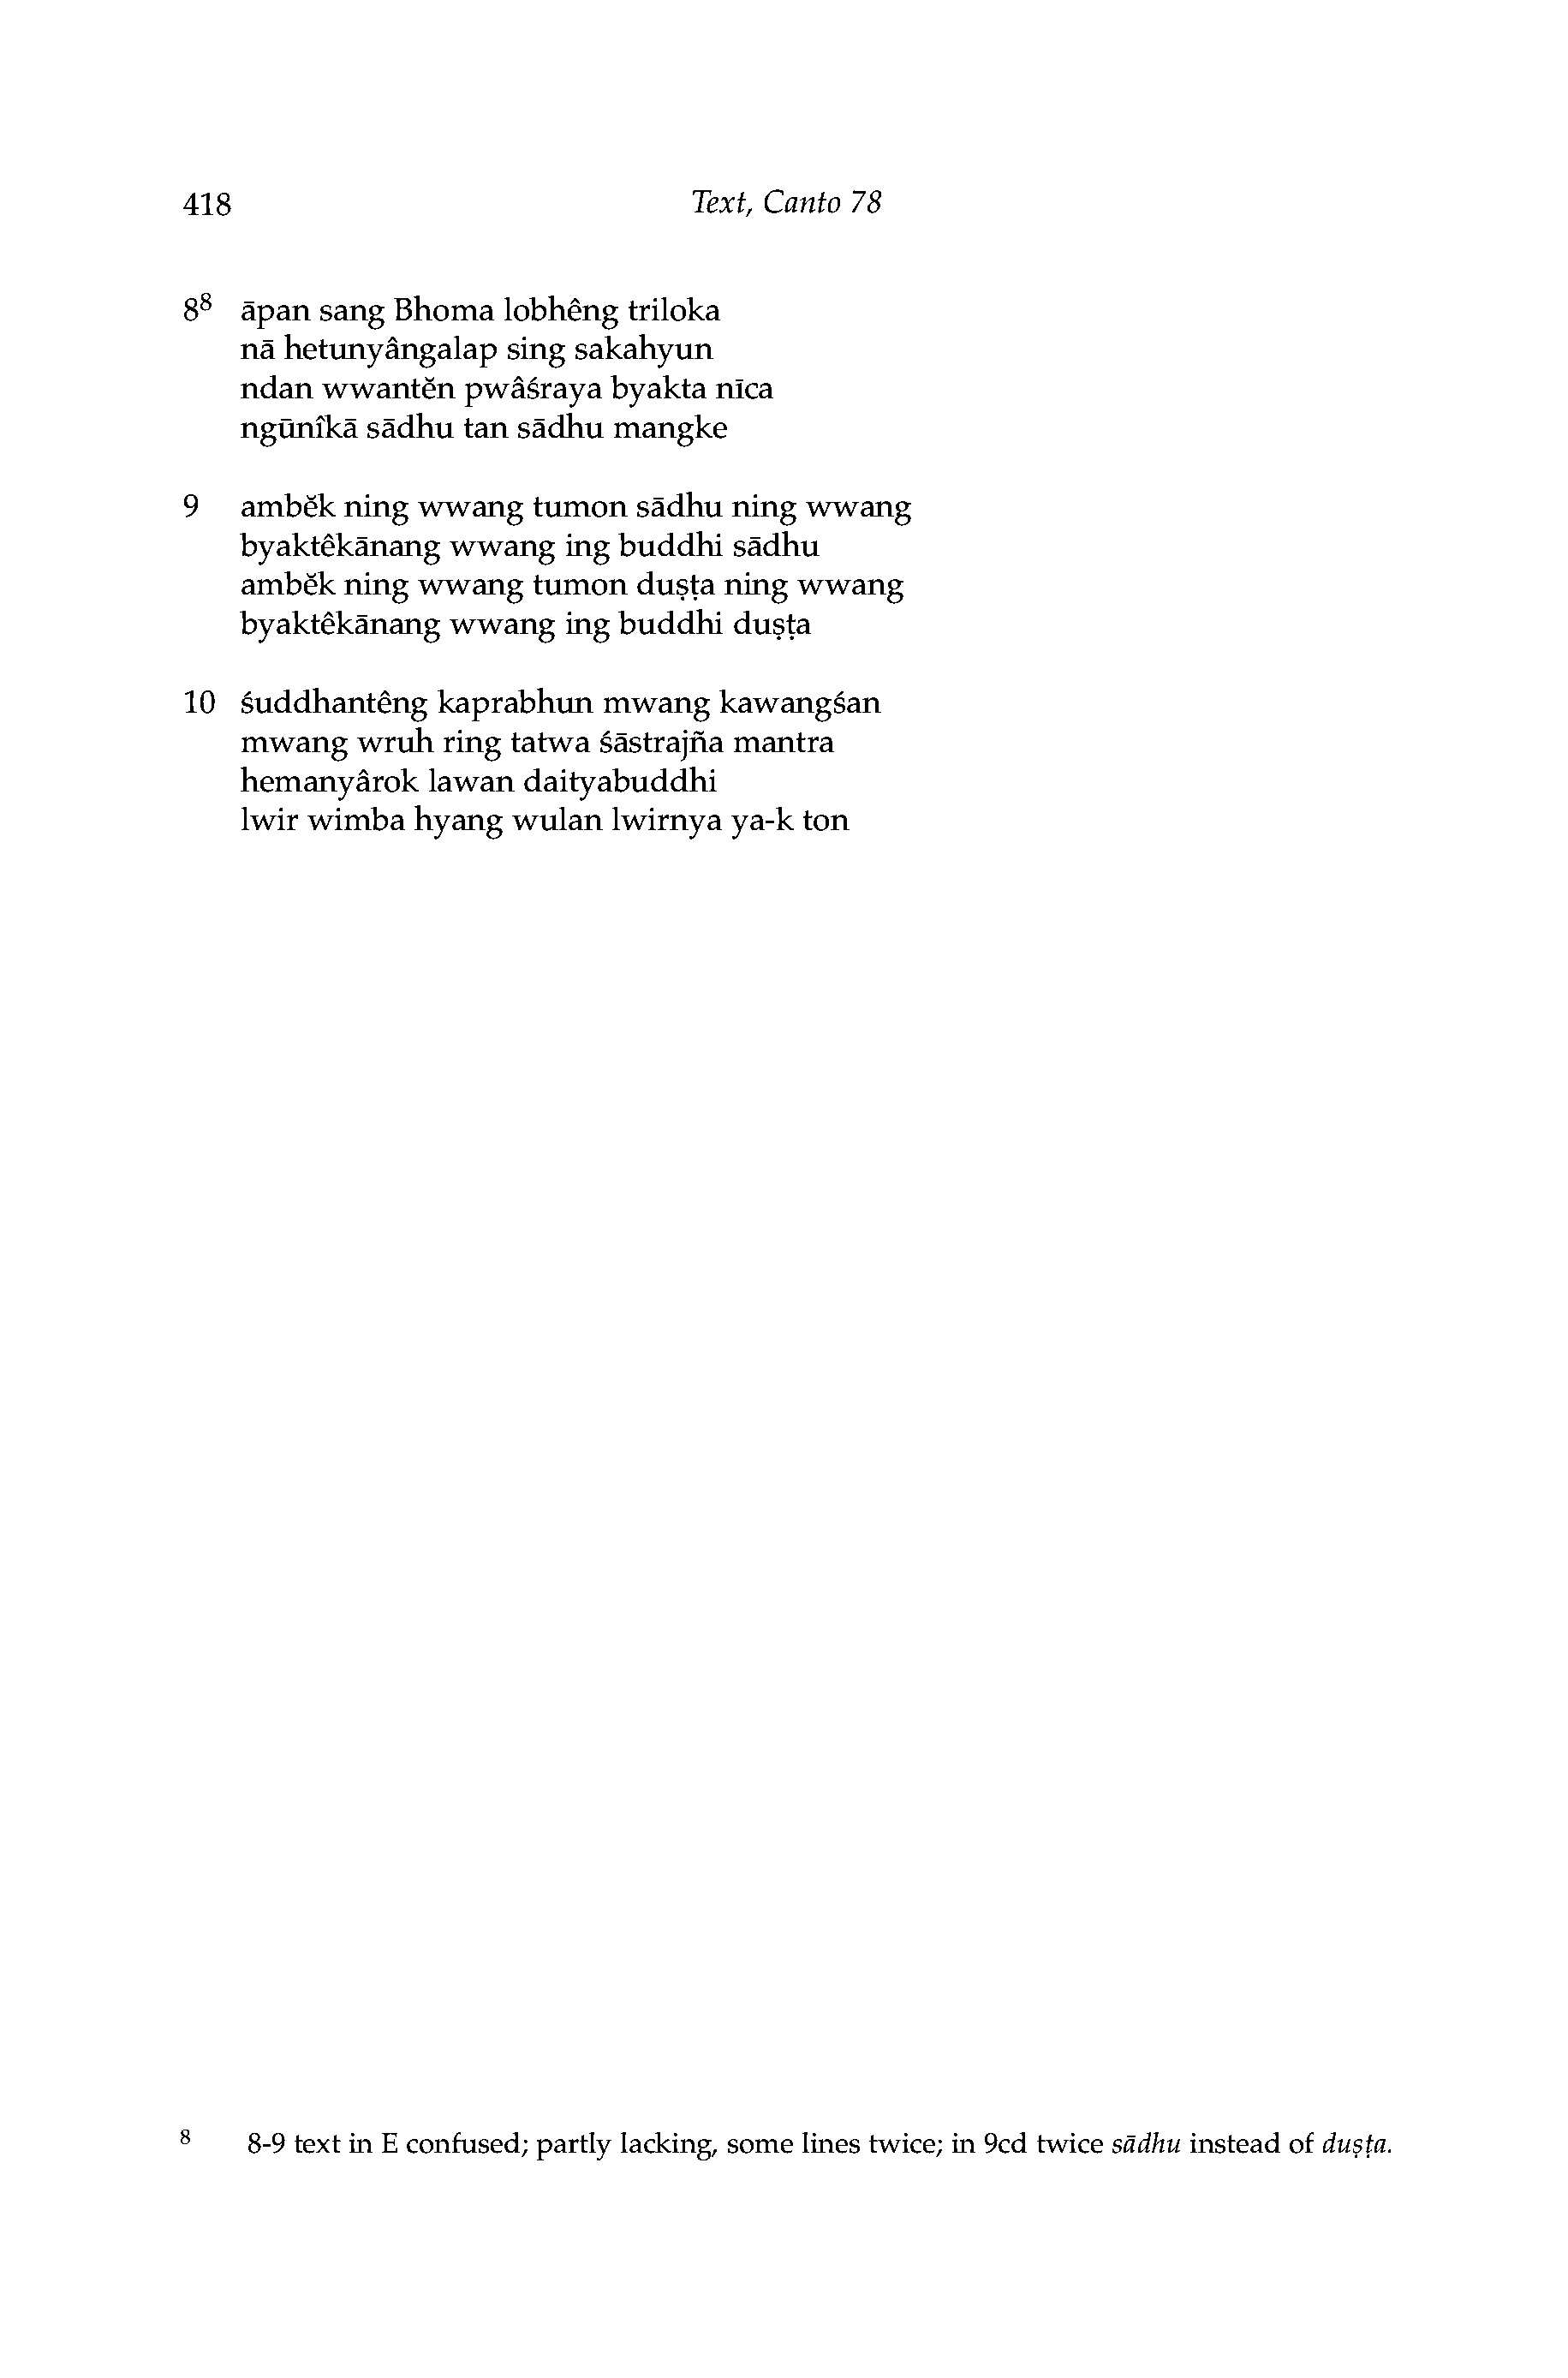 418 Text, Canto 78
8⁸ āpan sang Bhoma lobhêng triloka
nā hetunyângalap sing sakahyun
ndan wwantĕn pwâśraya byakta nīca
ngūnîkā sādhu tan sādhu mangke
9 ambĕk ning wwang tumon sādhu ning wwang
byaktêkānang wwang ing buddhi sādhu
ambĕk ning wwang tumon duṣṭa ning wwang
byaktêkānang wwang ing buddhi duṣṭa
10 śuddhantêng kaprabhun mwang kawangśan
mwang wruh ring tatwa śāstrajña mantra
hemanyârok lawan daityabuddhi
lwir wimba hyang wulan lwirnya ya-k ton
⁸ 8-9 text in E confused; partly lacking, some lines twice; in 9cd twice sādhu instead of duṣṭa.